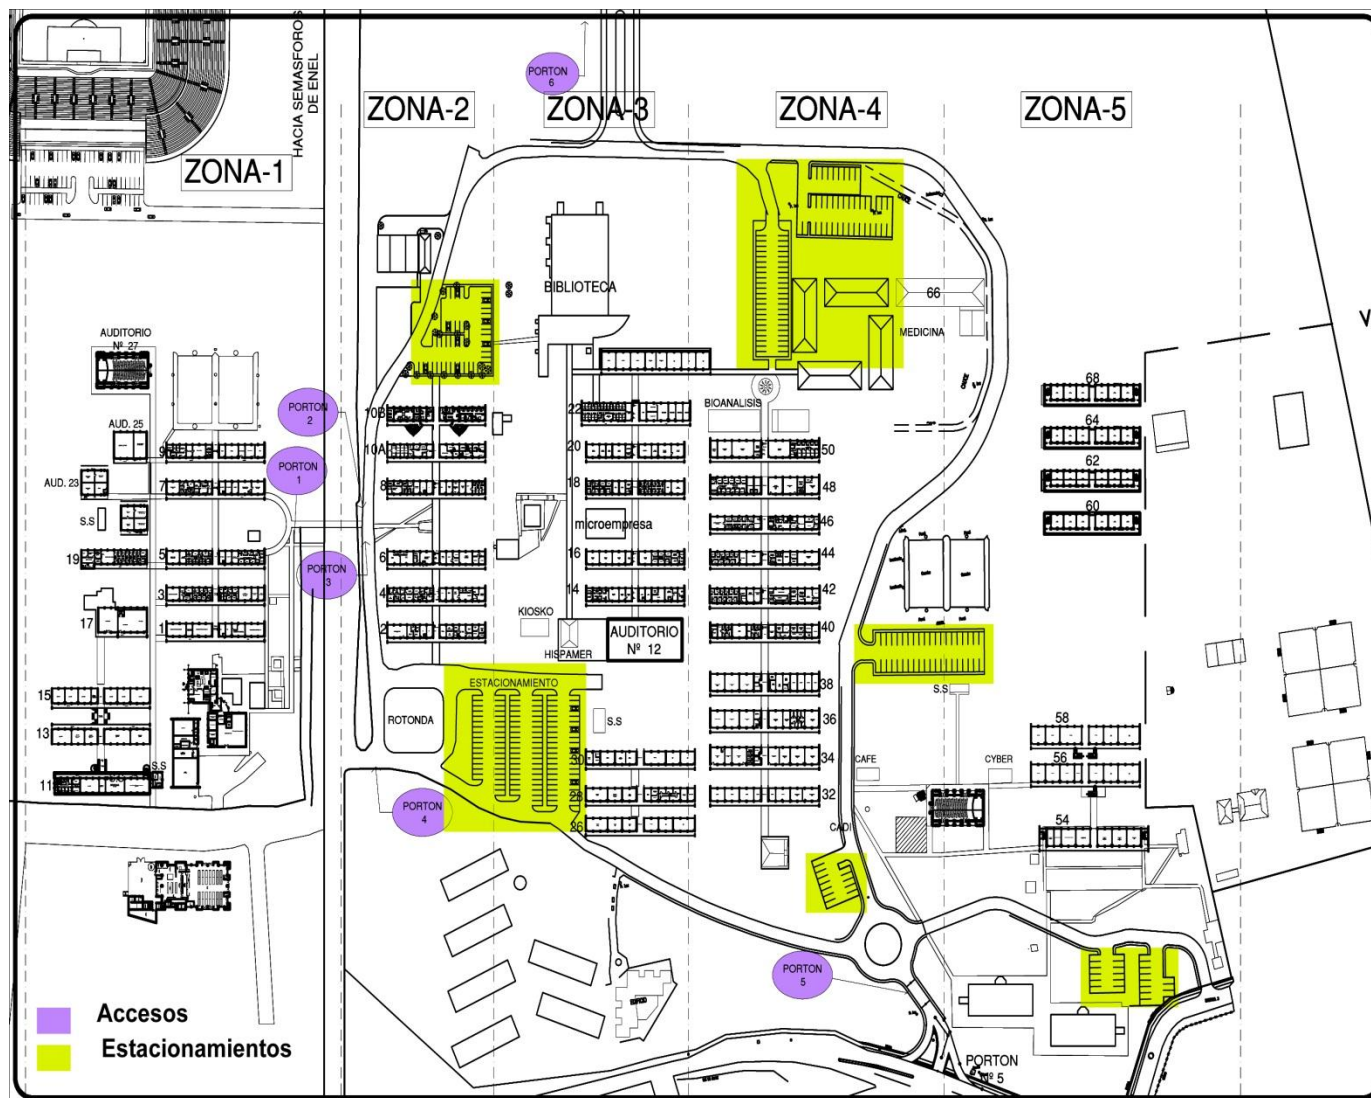 HACIA SEMASFOROS
DE ENEL
PORTON
6
ZONA-1
ZONA-2
ZONA-3
ZONA-4
ZONA-5
BIBLIOTECA
66
MEDICINA
CAUCE
CAUCE
AUDITORIO
Nº 27
AUD. 25
AUD. 23
S.S
PORTON
2
PORTON
1
PORTON
3
9
7
5
19
3
17
1
15
13
11
S.S
S.S
10B
10A
8
6
4
2
22
20
18
microempresa
16
14
KIOSKO
HISPAMER
AUDITORIO
Nº 12
BIOANALISIS
50
48
46
44
42
40
38
36
34
32
68
64
62
60
S.S
58
56
54
CAFE
CYBER
CADI
ESTACIONAMIENTO
ROTONDA
S.S
30
28
26
PORTON
4
PORTON
5
EDIFICIO
PORTON
Nº 5
V
Accesos
Estacionamientos